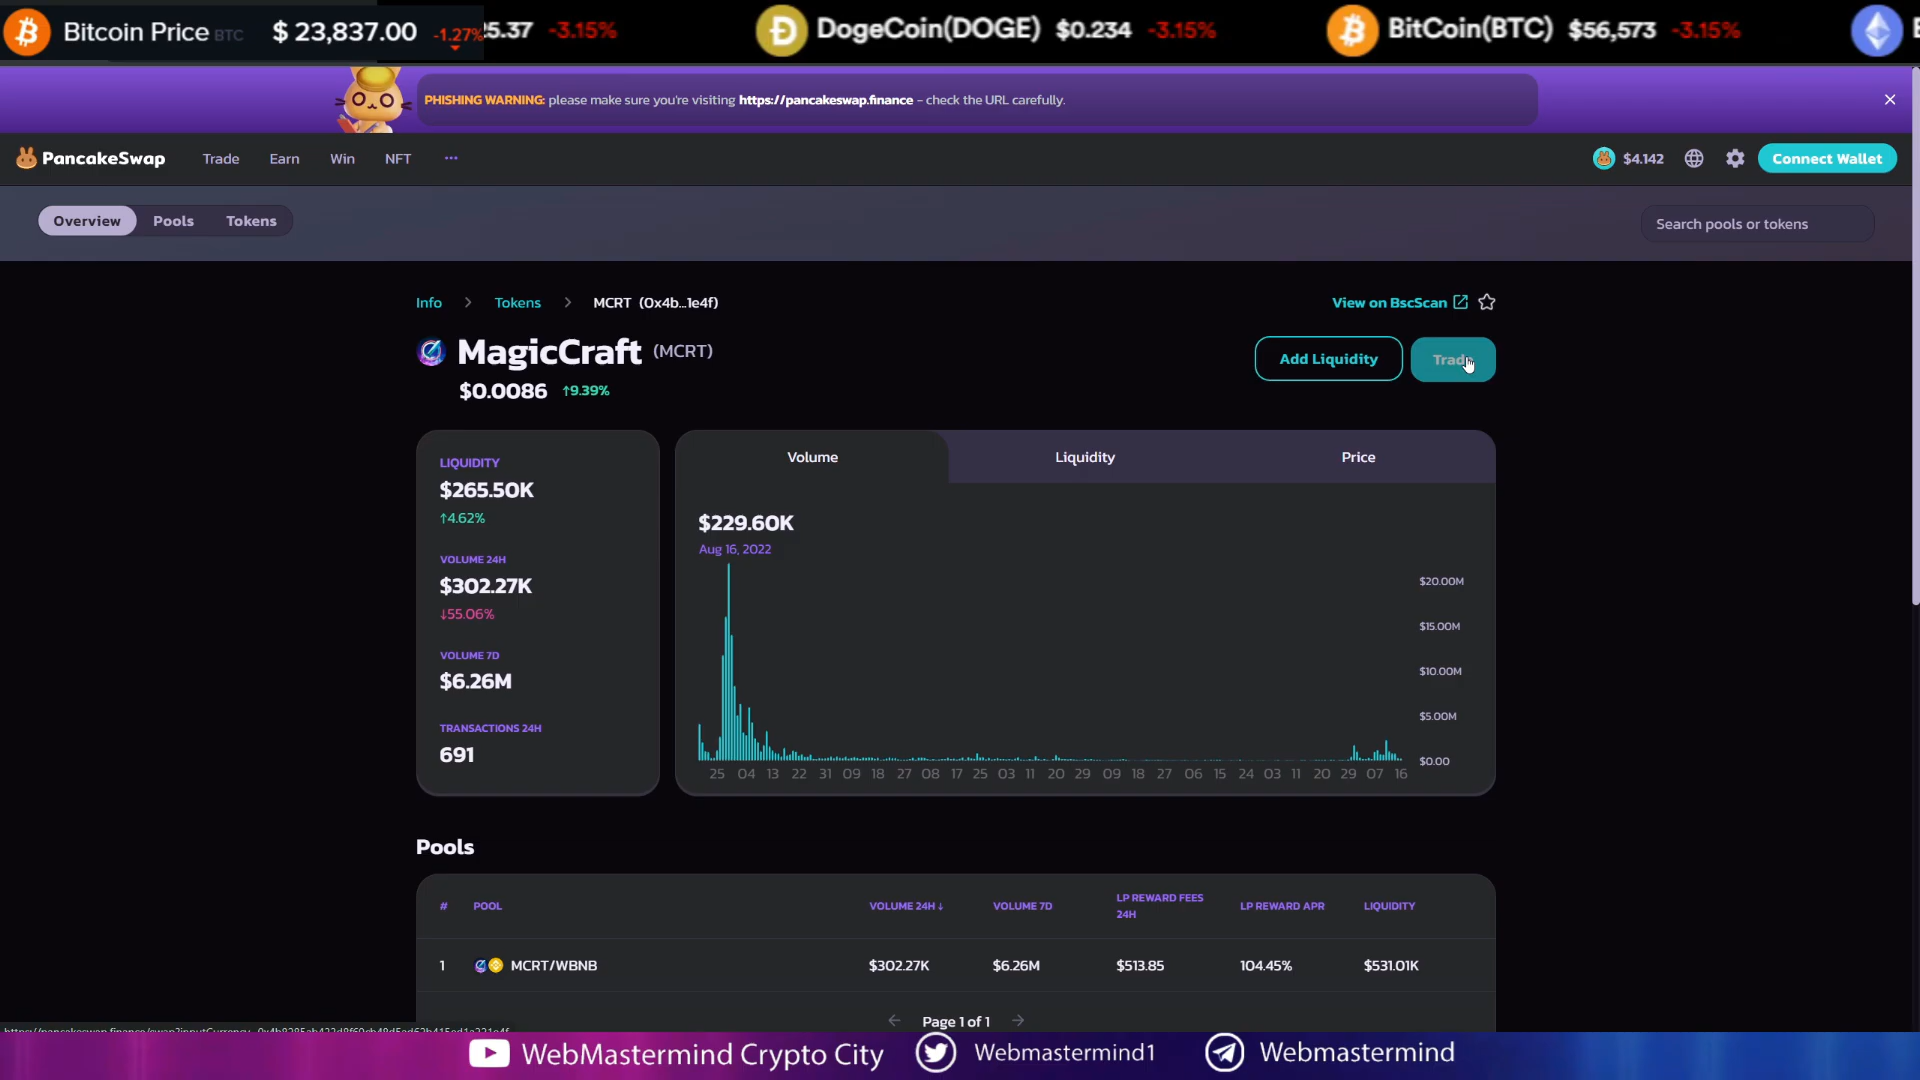 Bitcoin Price BTC $ 23,837.00 -1.27% 25.37 -3.15% DogeCoin(DOGE) $0.234 -3.15% BitCoin(BTC) $56,573 -3.15%
PHISHING WARNING: please make sure you're visiting https://pancakeswap.finance - check the URL carefully.
PancakeSwap Trade Earn Win NFT ··· $4.142 Connect Wallet
Overview Pools Tokens Search pools or tokens
Info > Tokens > MCRT (0x4b...1e4f) View on BscScan
MagicCraft (MCRT) Add Liquidity Trade
$0.0086 ↑9.39%
Volume Liquidity Price
LIQUIDITY
$265.50K
↑4.62%
VOLUME 24H
$302.27K
↓55.06%
VOLUME 7D
$6.26M
TRANSACTIONS 24H
691
$229.60K
Aug 16, 2022
$20.00M
$15.00M
$10.00M
$5.00M
$0.00
25 04 13 22 31 09 18 27 08 17 25 03 11 20 29 09 18 27 06 15 24 03 11 20 29 07 16
Pools
# POOL VOLUME 24H ↓ VOLUME 7D LP REWARD FEES 24H LP REWARD APR LIQUIDITY
1 MCRT/WBNB $302.27K $6.26M $513.85 104.45% $531.01K
← Page 1 of 1 →
WebMastermind Crypto City Webmastermind1 Webmastermind